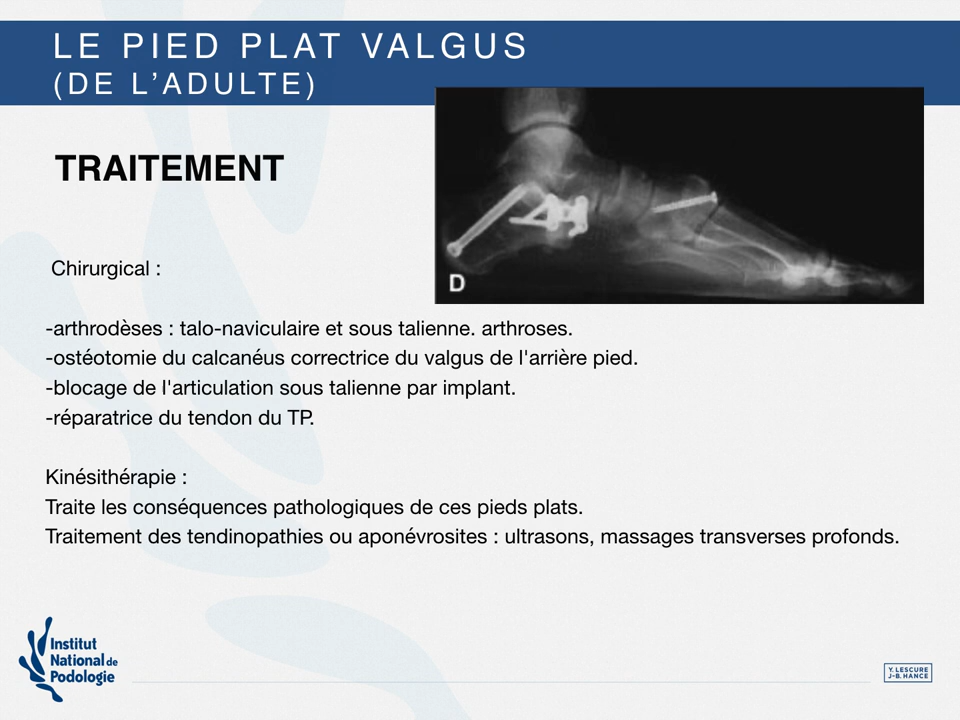 LE PIED PLAT VALGUS
(DE L’ADULTE)
TRAITEMENT
D
Chirurgical :
-arthrodèses : talo-naviculaire et sous talienne. arthroses.
-ostéotomie du calcanéus correctrice du valgus de l'arrière pied.
-blocage de l'articulation sous talienne par implant.
-réparatrice du tendon du TP.
Kinésithérapie :
Traite les conséquences pathologiques de ces pieds plats.
Traitement des tendinopathies ou aponévrosites : ultrasons, massages transverses profonds.
Institut
National de
Podologie
Y. LESCURE
J-B. HANCE